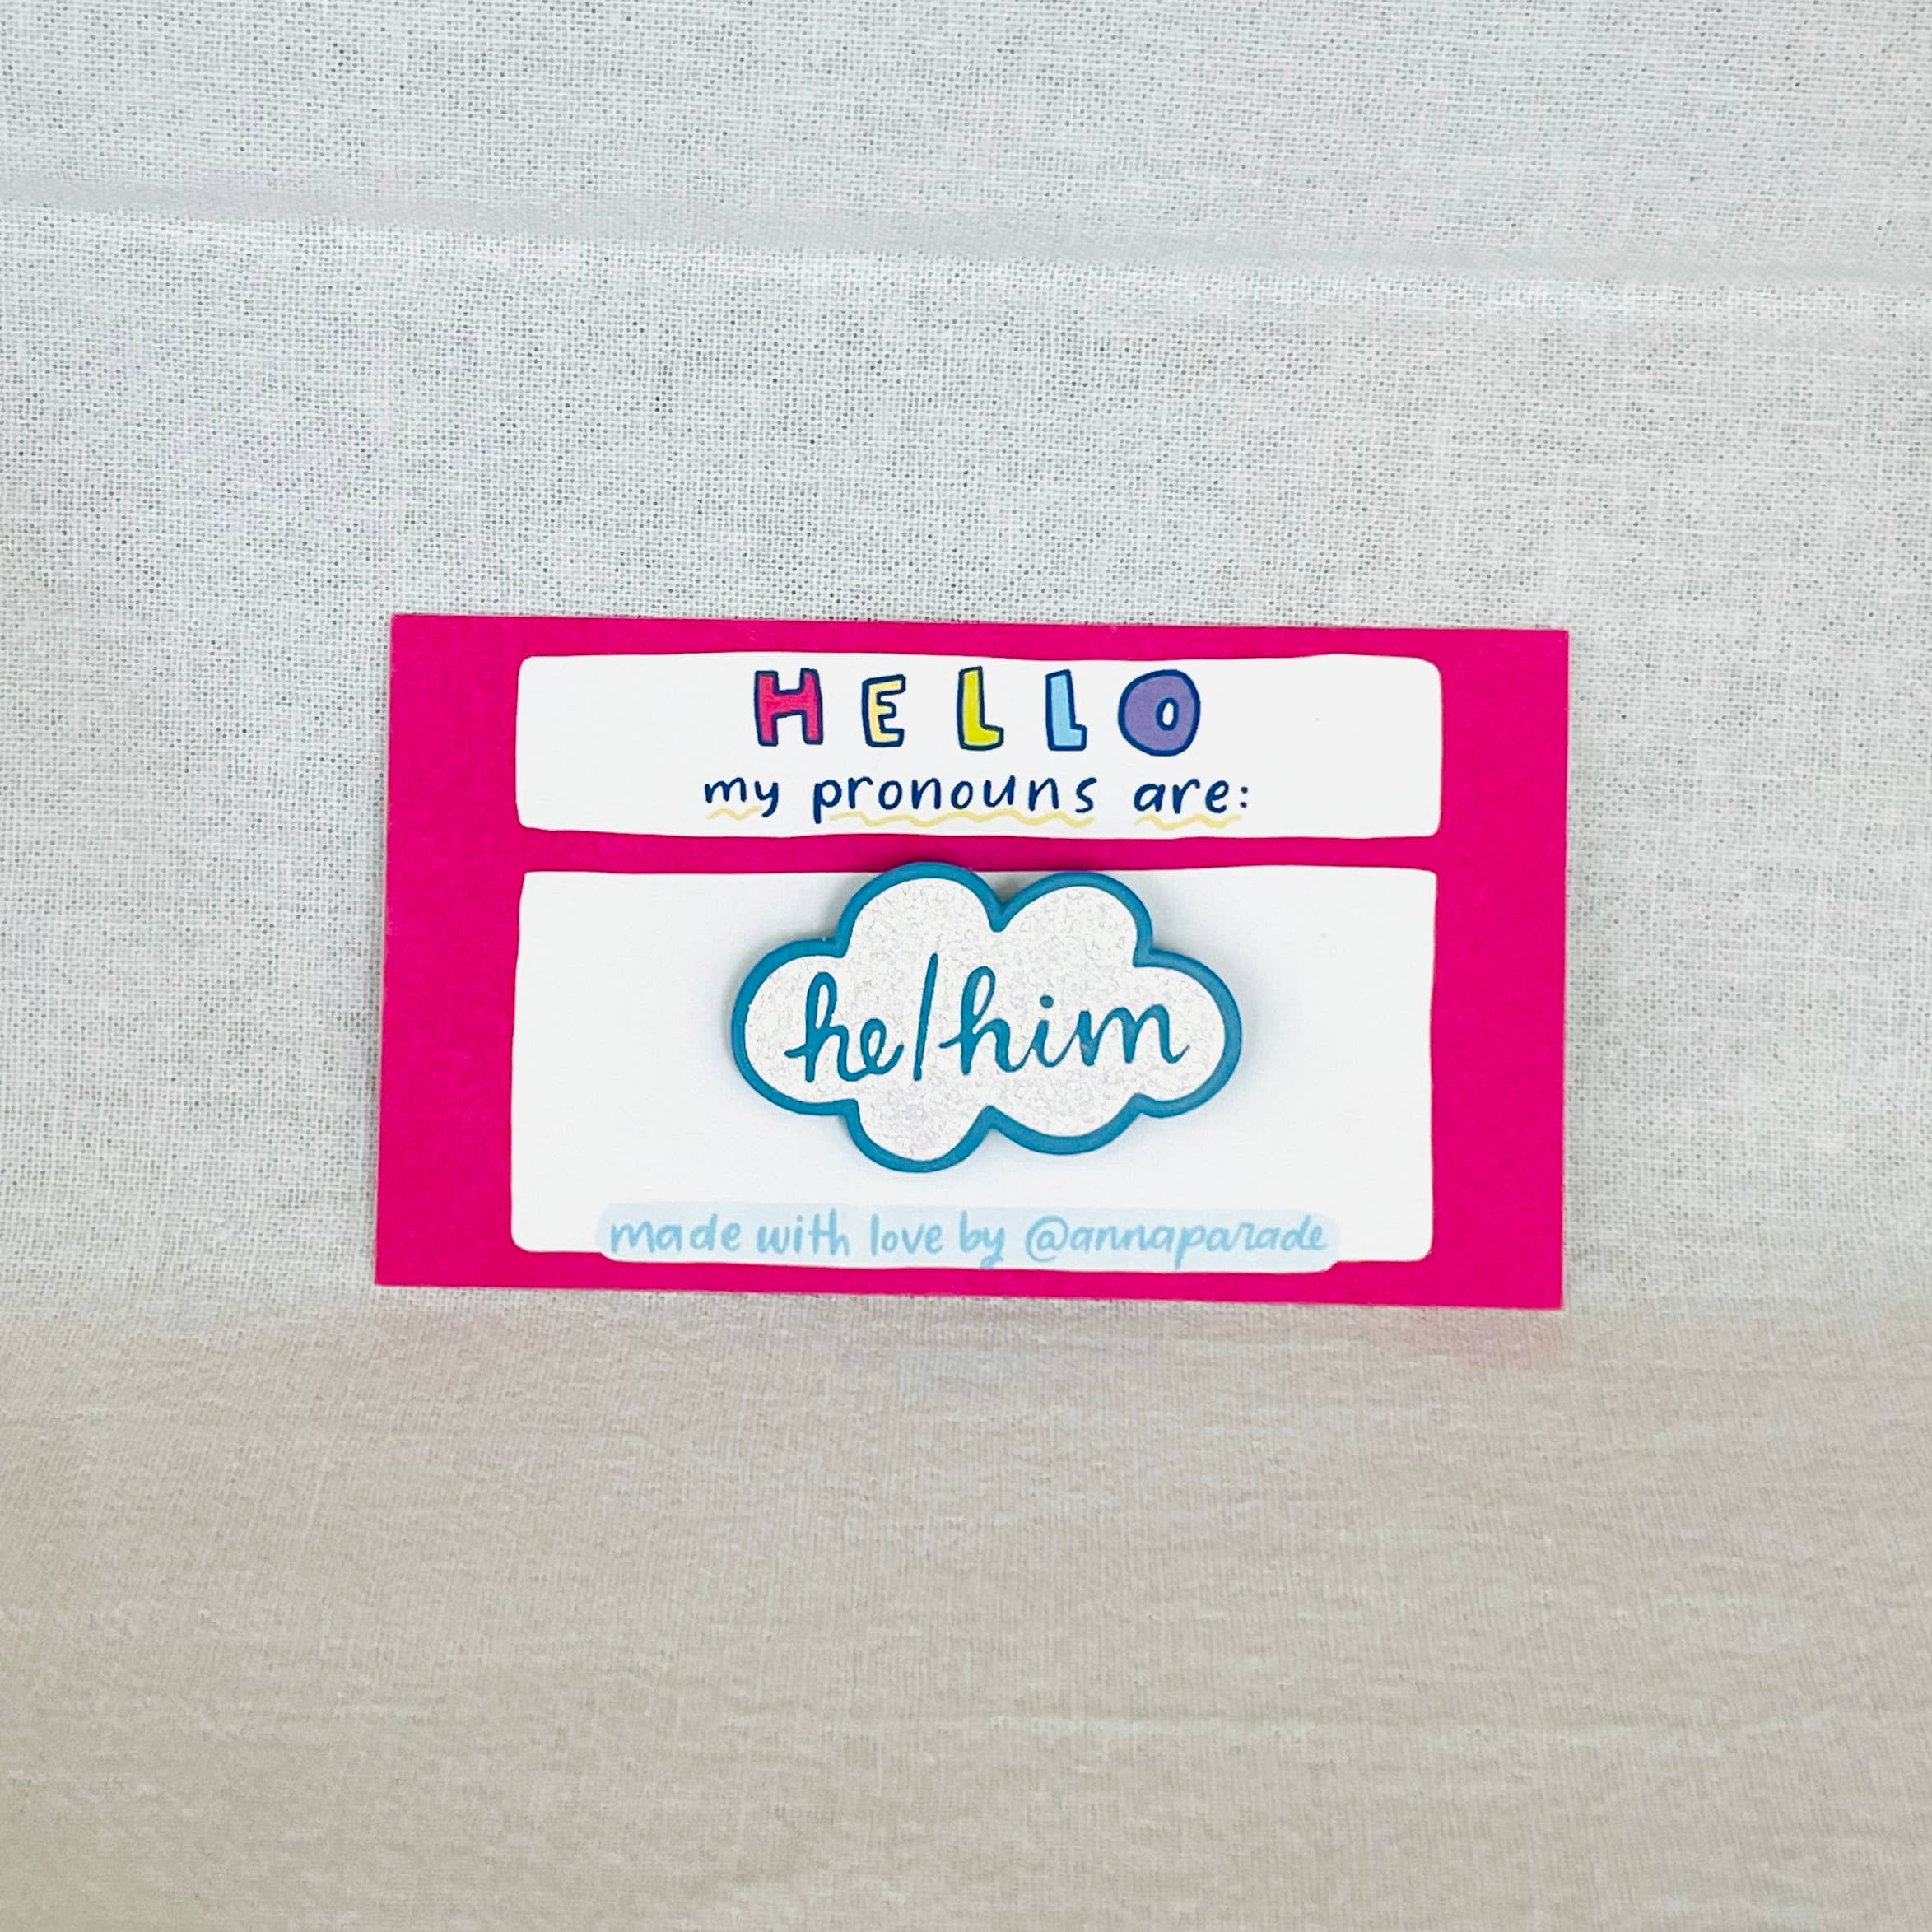 HELLO
my pronouns are:
he/him
made with love by @annaparade